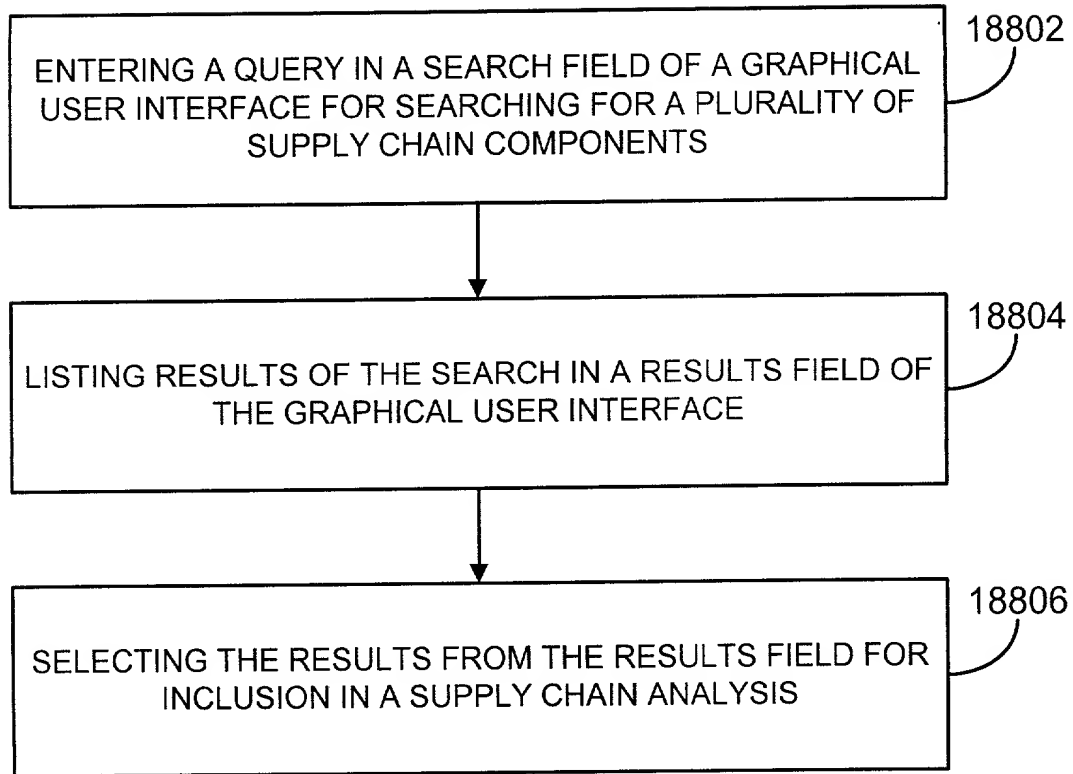 18802
ENTERING A QUERY IN A SEARCH FIELD OF A GRAPHICAL
USER INTERFACE FOR SEARCHING FOR A PLURALITY OF
SUPPLY CHAIN COMPONENTS
18804
LISTING RESULTS OF THE SEARCH IN A RESULTS FIELD OF
THE GRAPHICAL USER INTERFACE
18806
SELECTING THE RESULTS FROM THE RESULTS FIELD FOR
INCLUSION IN A SUPPLY CHAIN ANALYSIS